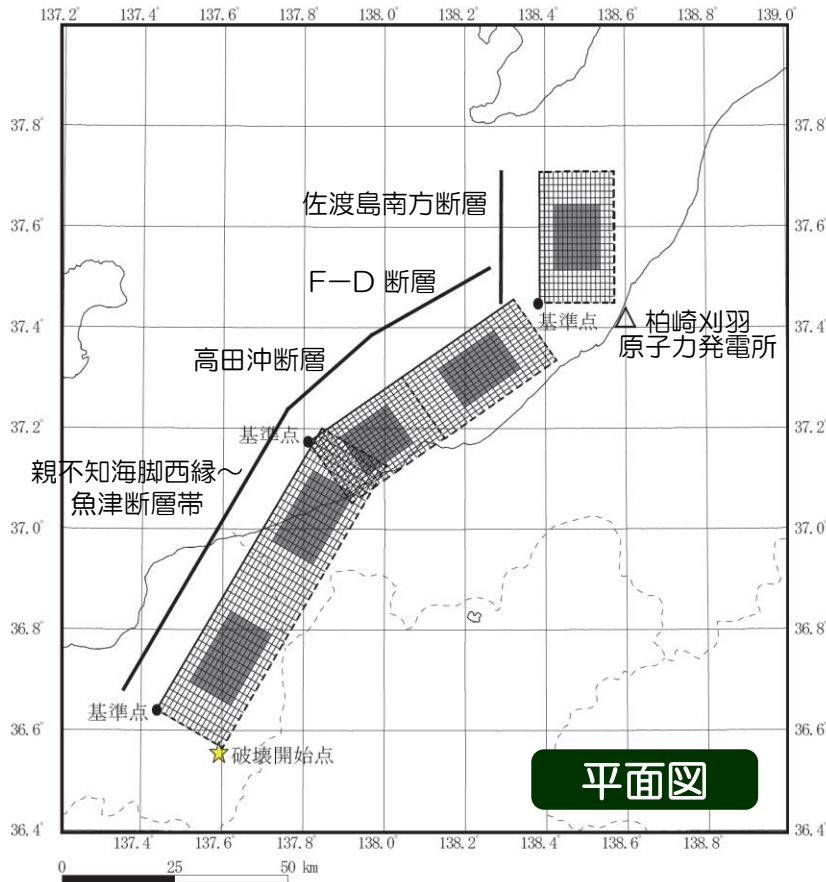 137.2° 137.4° 137.6° 137.8° 138.0° 138.2° 138.4° 138.6° 138.8° 139.0°
37.8° 37.8°
佐渡島南方断層
37.6° 37.6°
F－D 断層
37.4° 37.4°
基準点
柏崎刈羽
原子力発電所
高田沖断層
37.2° 37.2°
基準点
親不知海脚西縁～
魚津断層帯
37.0° 37.0°
36.8° 36.8°
基準点
36.6° 36.6°
破壊開始点
平面図
36.4° 36.4°
137.4° 137.6° 137.8° 138.0° 138.2° 138.4° 138.6° 138.8°
0 25 50 km